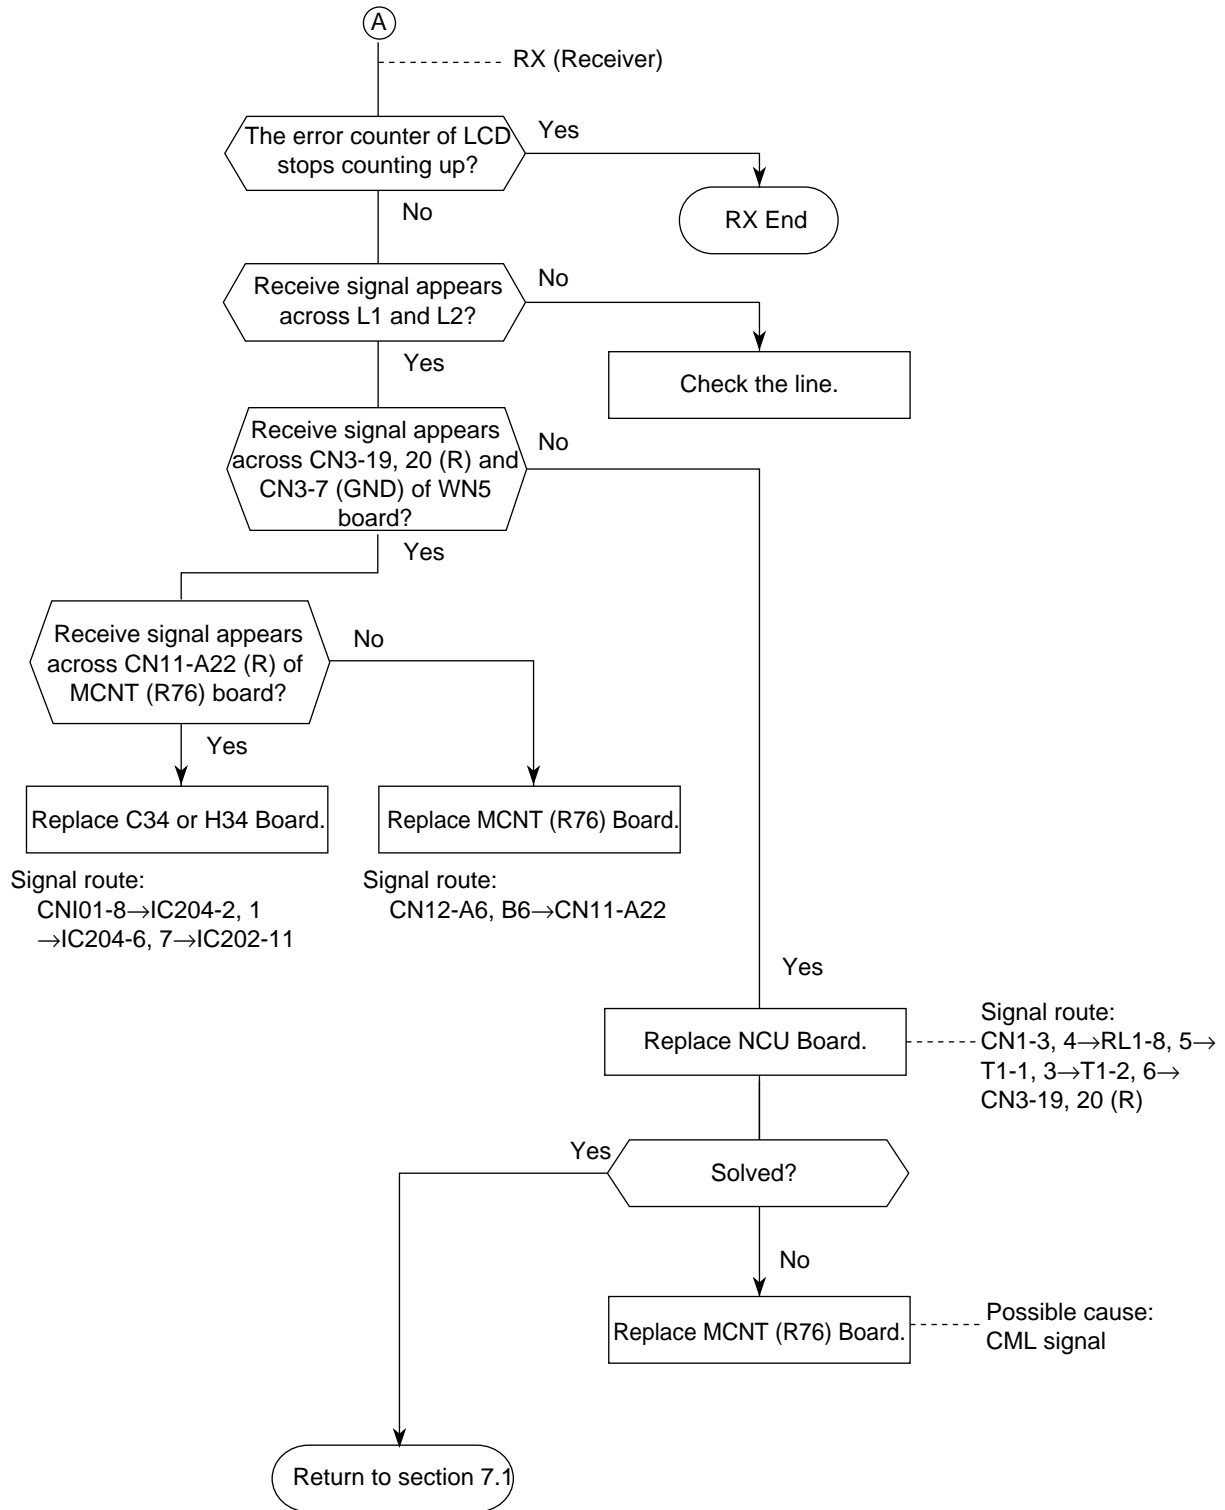 A
RX (Receiver)
The error counter of LCD
stops counting up?
Yes
No
RX End
Receive signal appears
across L1 and L2?
No
Yes
Check the line.
Receive signal appears
across CN3-19, 20 (R) and
CN3-7 (GND) of WN5
board?
No
Yes
Receive signal appears
across CN11-A22 (R) of
MCNT (R76) board?
No
Yes
Replace C34 or H34 Board.
Replace MCNT (R76) Board.
Signal route:
CNI01-8→IC204-2, 1
→IC204-6, 7→IC202-11
Signal route:
CN12-A6, B6→CN11-A22
Yes
Replace NCU Board.
Signal route:
CN1-3, 4→RL1-8, 5→
T1-1, 3→T1-2, 6→
CN3-19, 20 (R)
Yes
Solved?
No
Replace MCNT (R76) Board.
Possible cause:
CML signal
Return to section 7.1